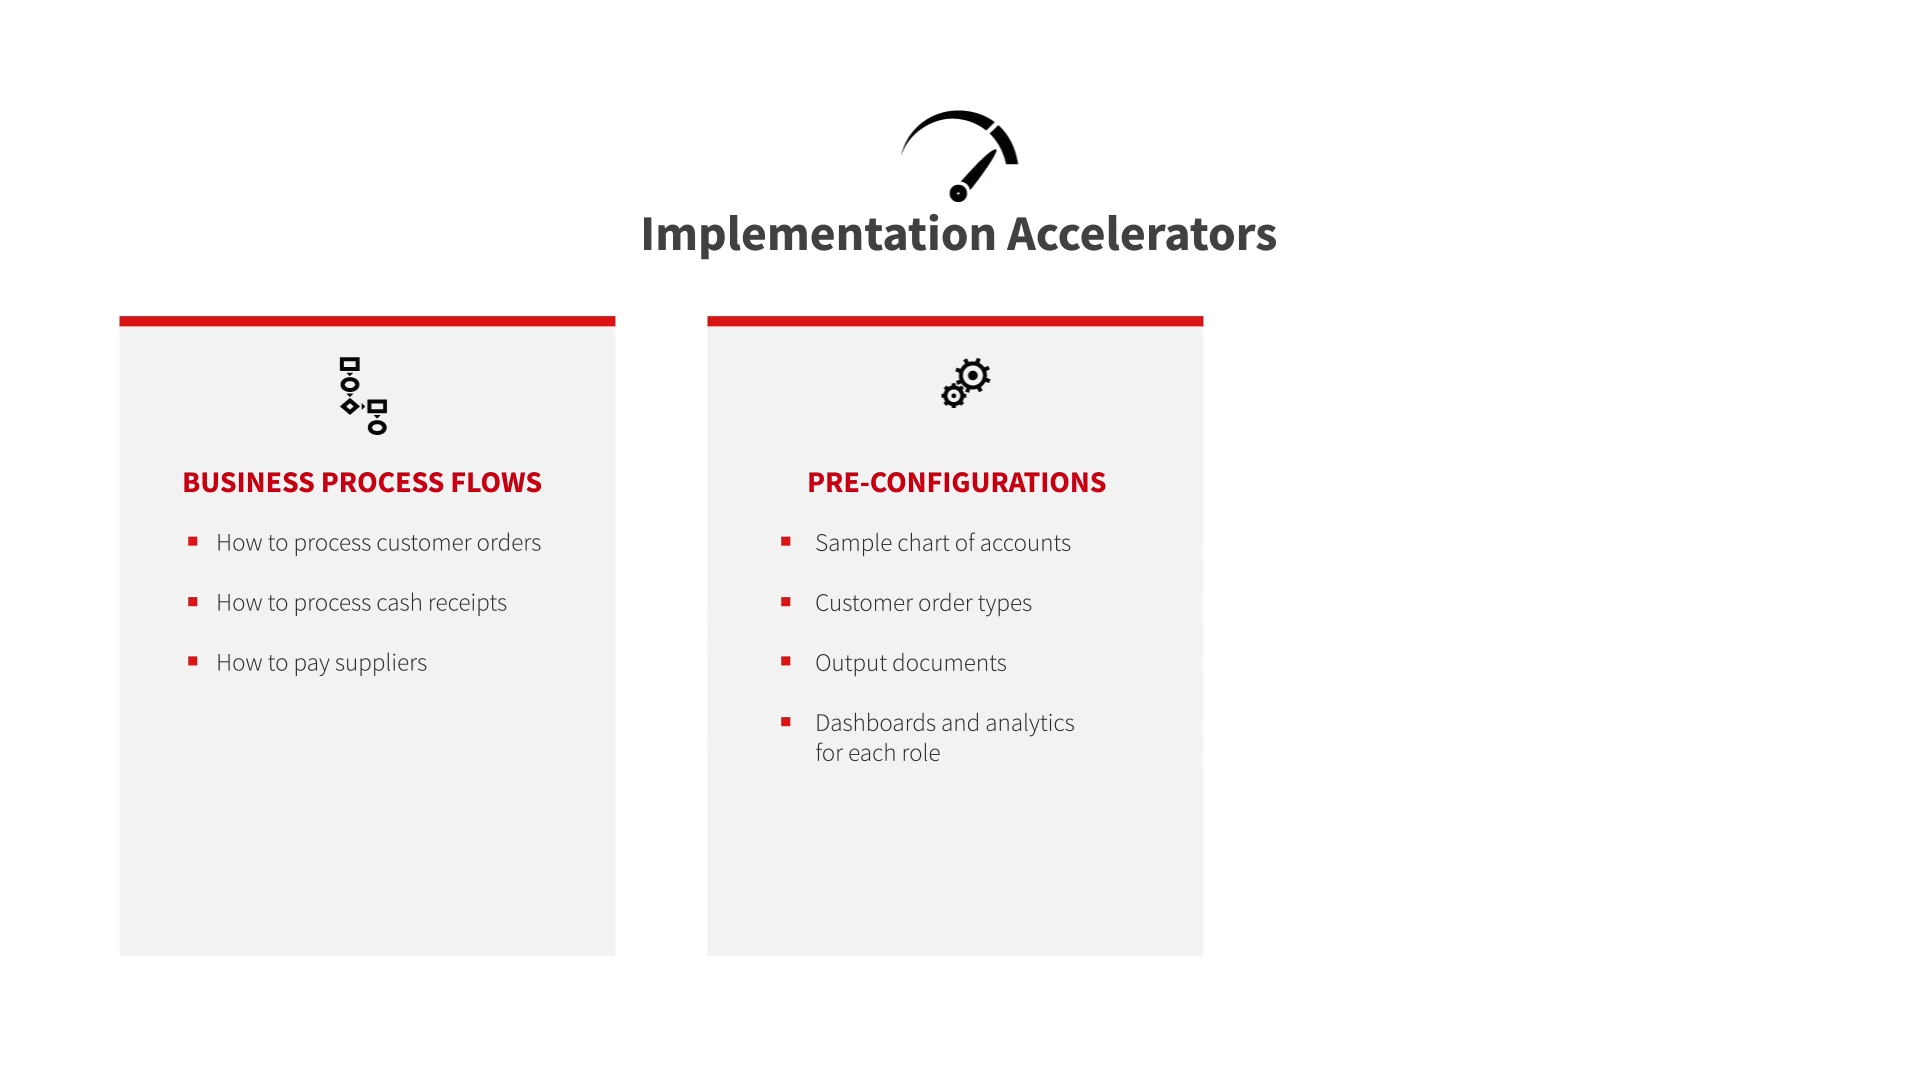 Implementation Accelerators
BUSINESS PROCESS FLOWS
How to process customer orders
How to process cash receipts
How to pay suppliers
PRE-CONFIGURATIONS
Sample chart of accounts
Customer order types
Output documents
Dashboards and analytics
for each role